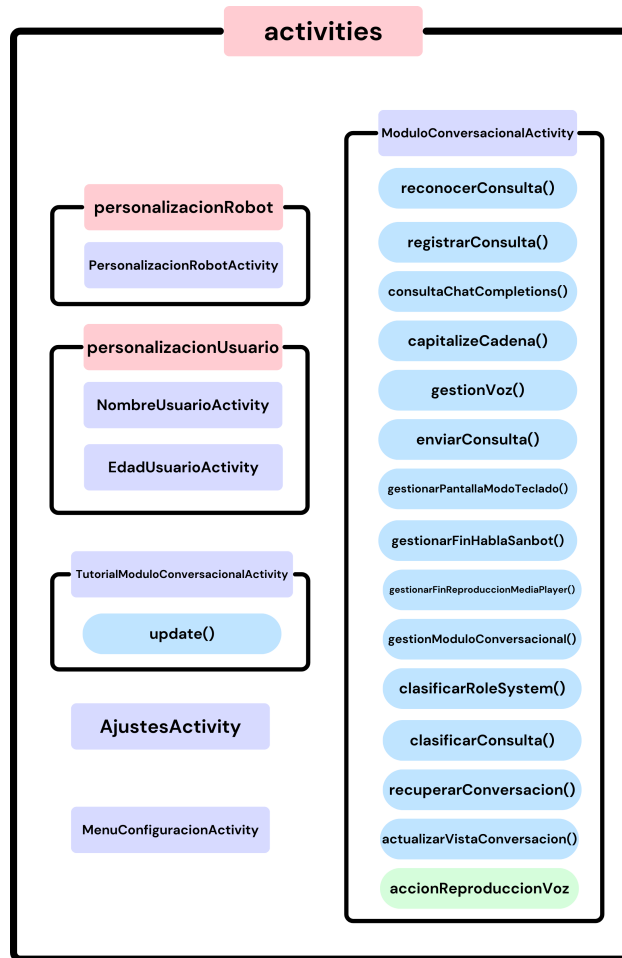 activities
personalizacionRobot
PersonalizacionRobotActivity
personalizacionUsuario
NombreUsuarioActivity
EdadUsuarioActivity
TutorialModuloConversacionalActivity
update()
AjustesActivity
MenuConfiguracionActivity
ModuloConversacionalActivity
reconocerConsulta()
registrarConsulta()
consultaChatCompletions()
capitalizeCadena()
gestionVoz()
enviarConsulta()
gestionarPantallaModoTeclado()
gestionarFinHablaSanbot()
gestionarFinReproduccionMediaPlayer()
gestionModuloConversacional()
clasificarRoleSystem()
clasificarConsulta()
recuperarConversacion()
actualizarVistaConversacion()
accionReproduccionVoz